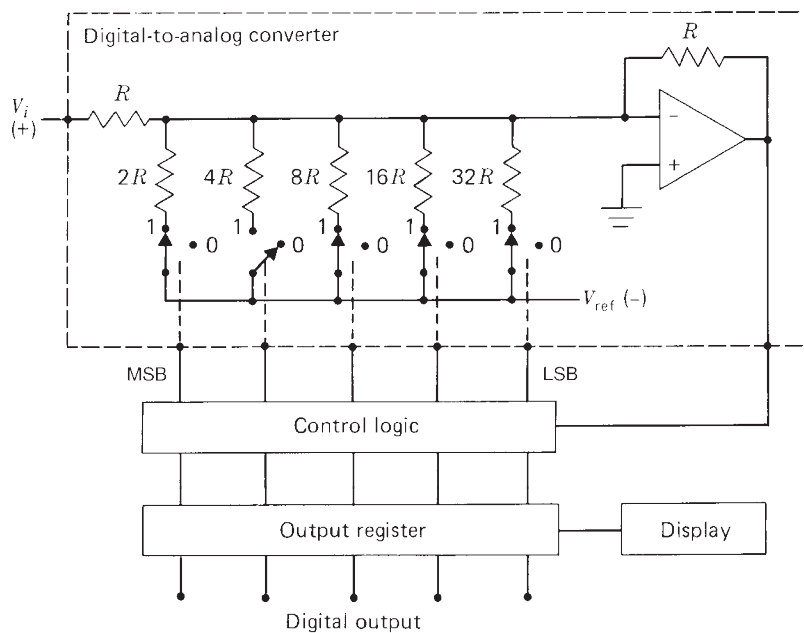 Digital-to-analog converter
R
V_i
(+)
R
−
+
2R
4R
8R
16R
32R
1
0
1
0
1
0
1
0
1
0
V_ref (−)
MSB
LSB
Control logic
Output register
Display
Digital output